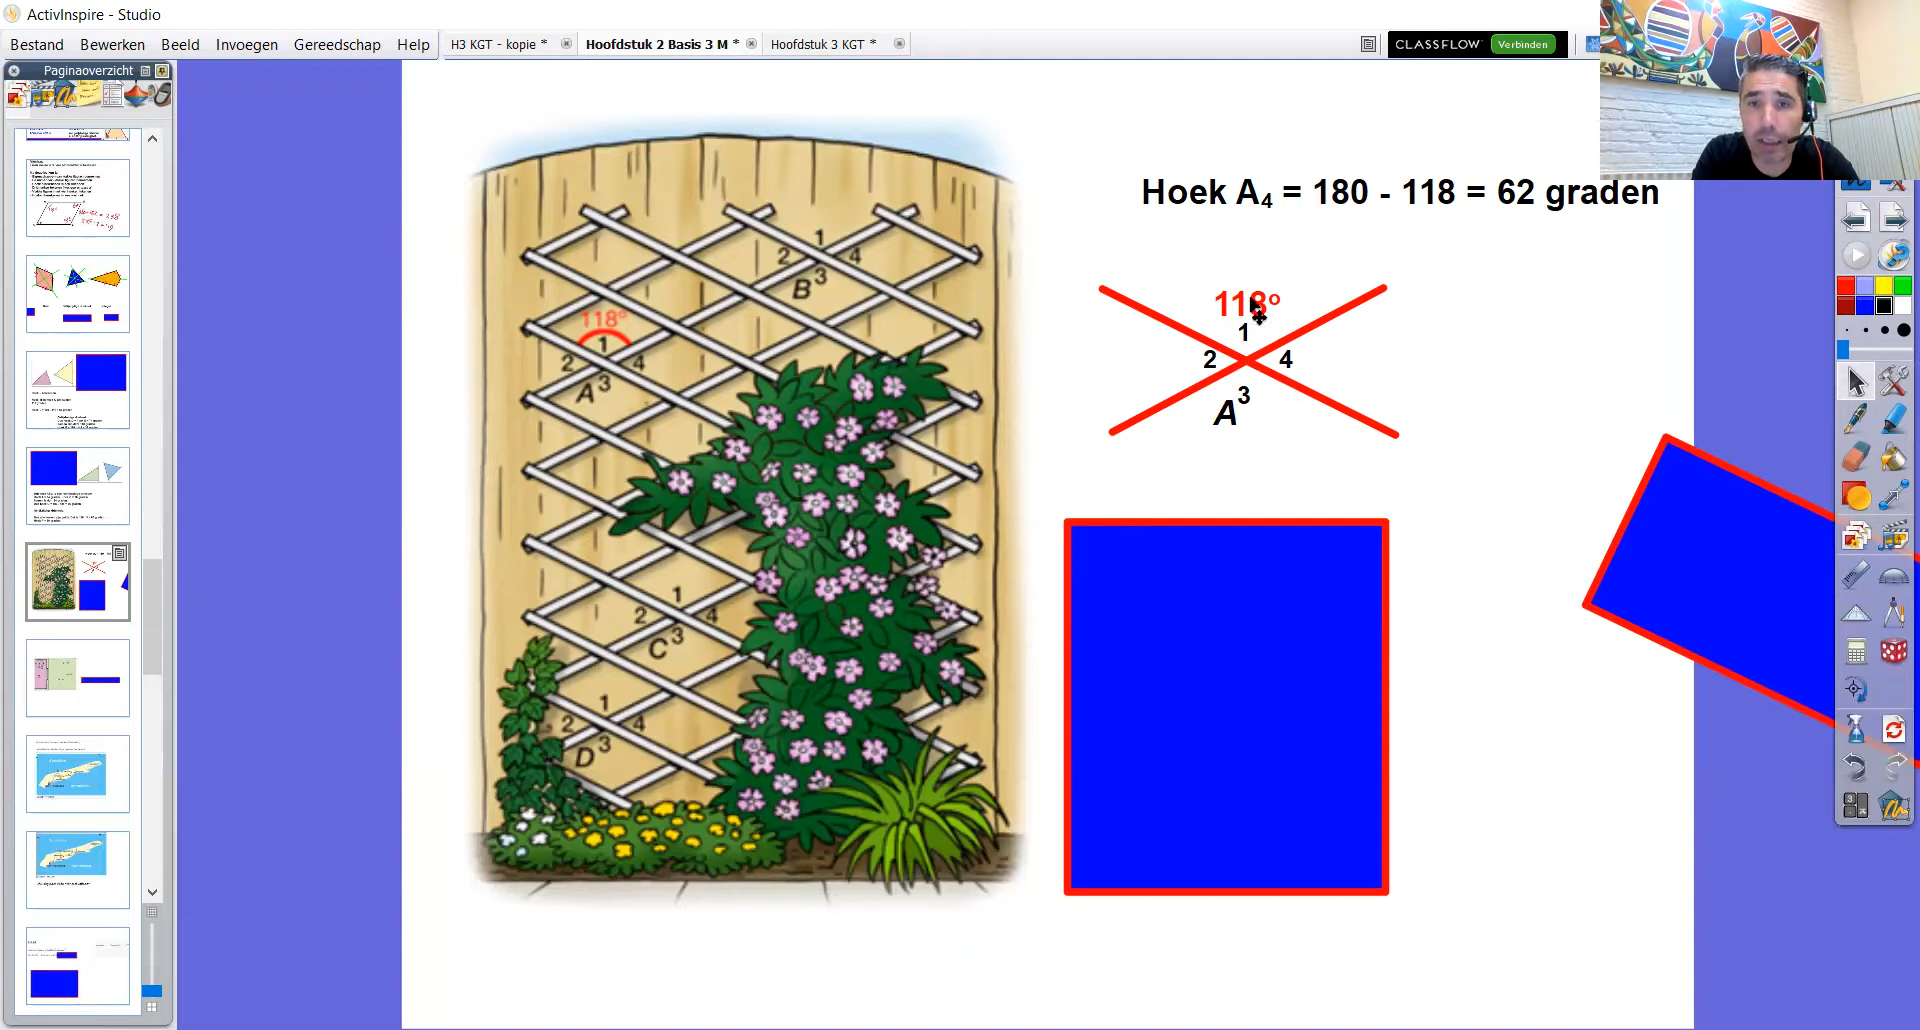 ActivInspire - Studio
Bestand Bewerken Beeld Invoegen Gereedschap Help
H3 KGT - kopie * Hoofdstuk 2 Basis 3 M * Hoofdstuk 3 KGT *
CLASSFLOW Verbinden
Paginaoverzicht
Hoek A₄ = 180 - 118 = 62 graden
118°
1
2 4
3
A
1
2 4
B 3
118°
1
2 4
A 3
1
2 4
C 3
1
2 4
D 3